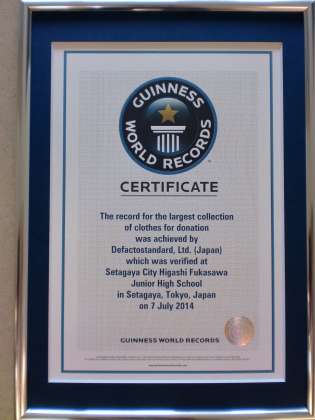 GUINNESS
WORLD RECORDS
TM
CERTIFICATE
The record for the largest collection
of clothes for donation
was achieved by
Defactostandard, Ltd. (Japan)
which was verified at
Setagaya City Higashi Fukasawa
Junior High School
in Setagaya, Tokyo, Japan
on 7 July 2014
GUINNESS WORLD RECORDS